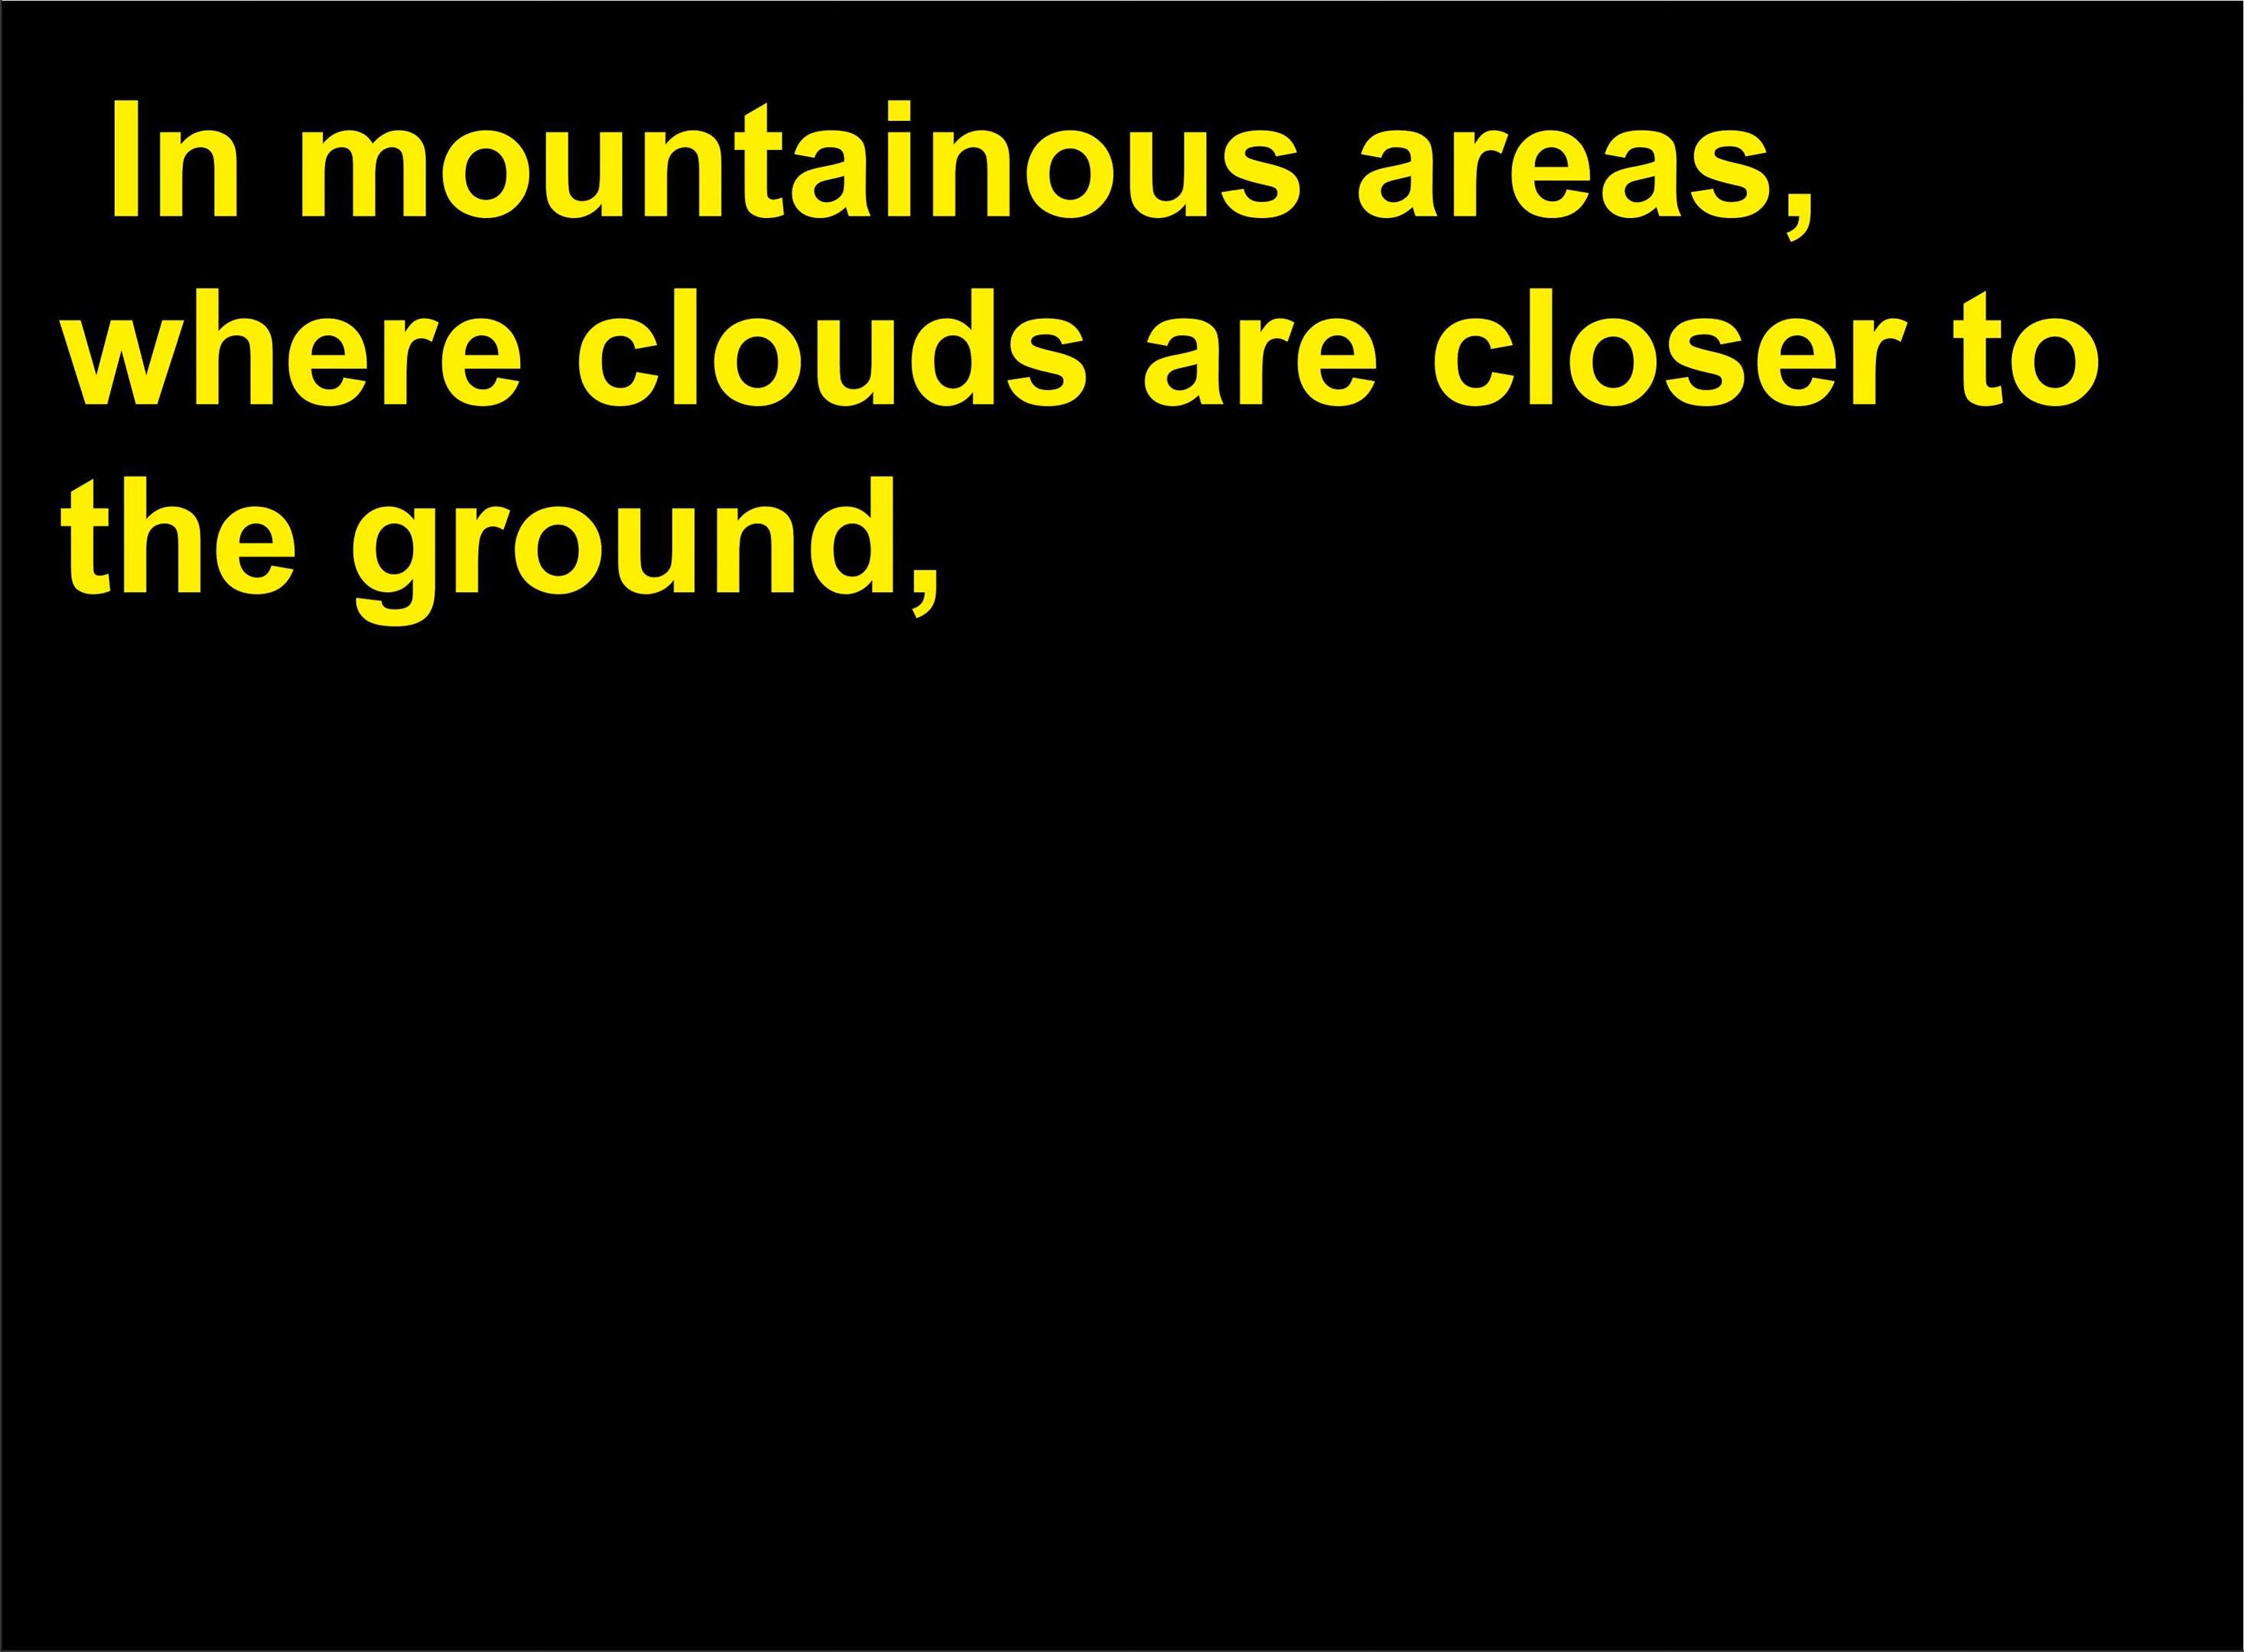 In mountainous areas,
where clouds are closer to
the ground,